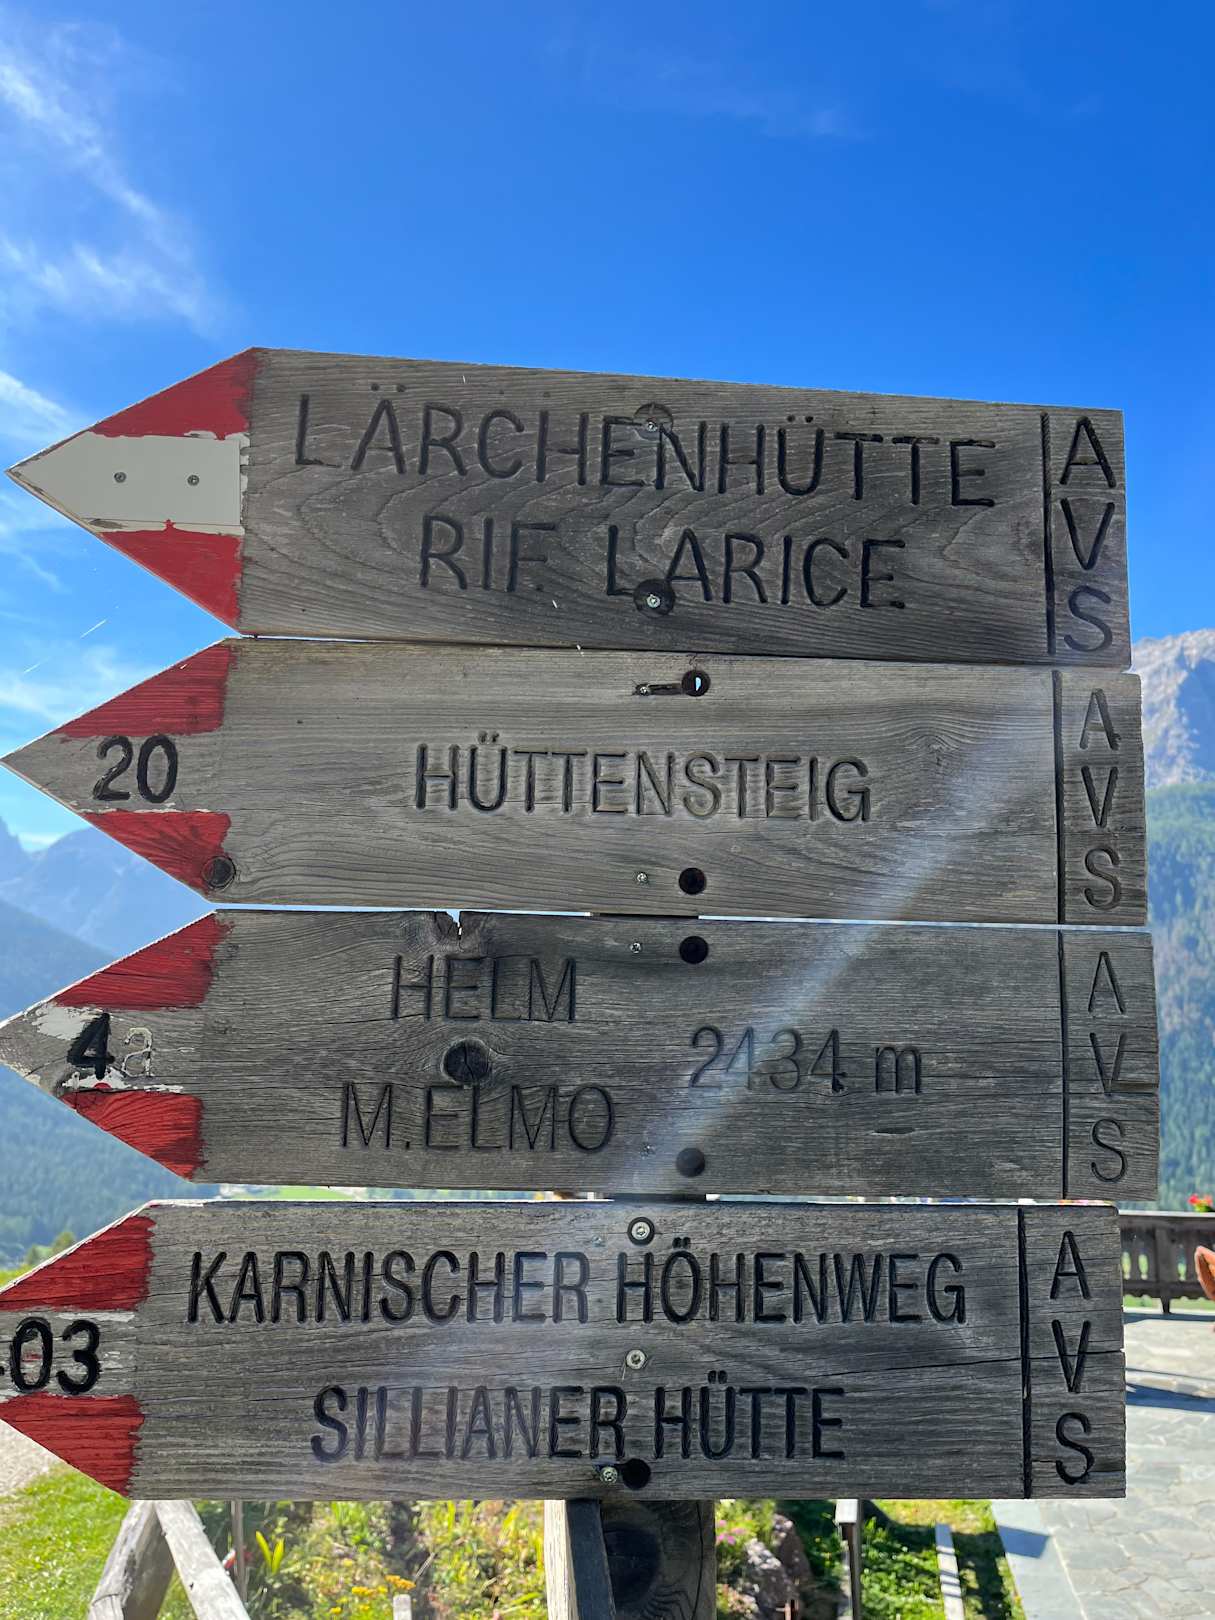 LÄRCHENHÜTTE
RIF. LARICE
AVS
20
HÜTTENSTEIG
AVS
4a
HELM
M. ELMO
2434 m
AVS
03
KARNISCHER HÖHENWEG
SILLIANER HÜTTE
AVS